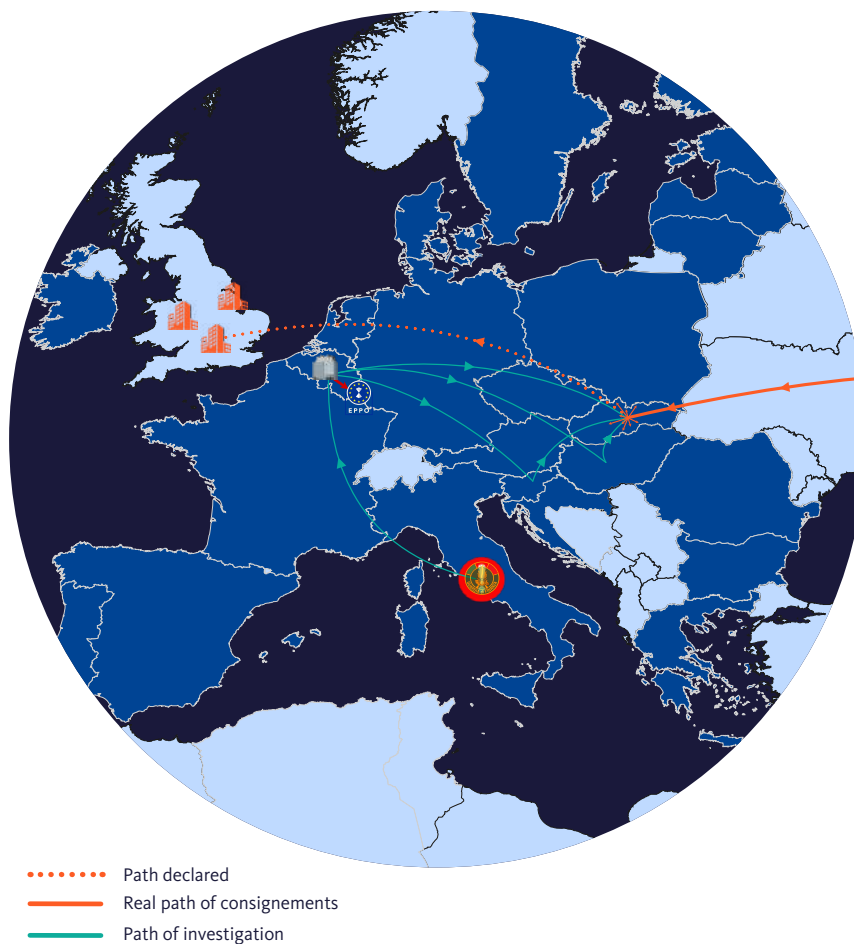 EPPO
Path declared
Real path of consignements
Path of investigation